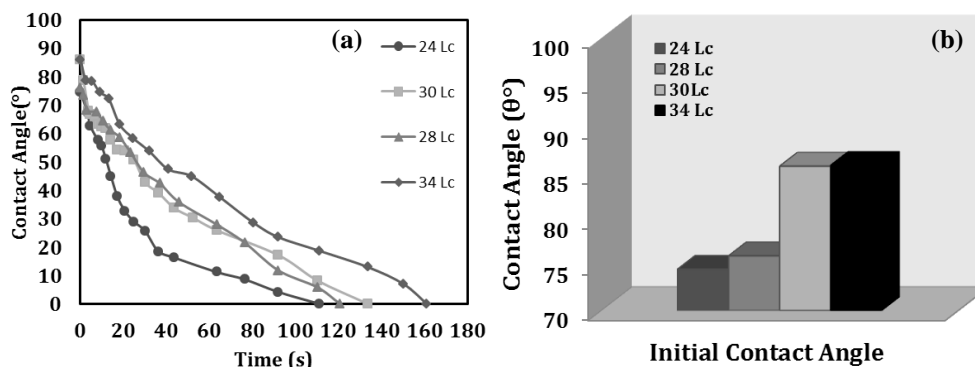 (a)
Contact Angle(°)
100
90
80
70
60
50
40
30
20
10
0
24 Lc
30 Lc
28 Lc
34 Lc
0 20 40 60 80 100 120 140 160 180
Time (s)
(b)
Contact Angle (θ°)
100
95
90
85
80
75
70
24 Lc
28 Lc
30Lc
34 Lc
Initial Contact Angle